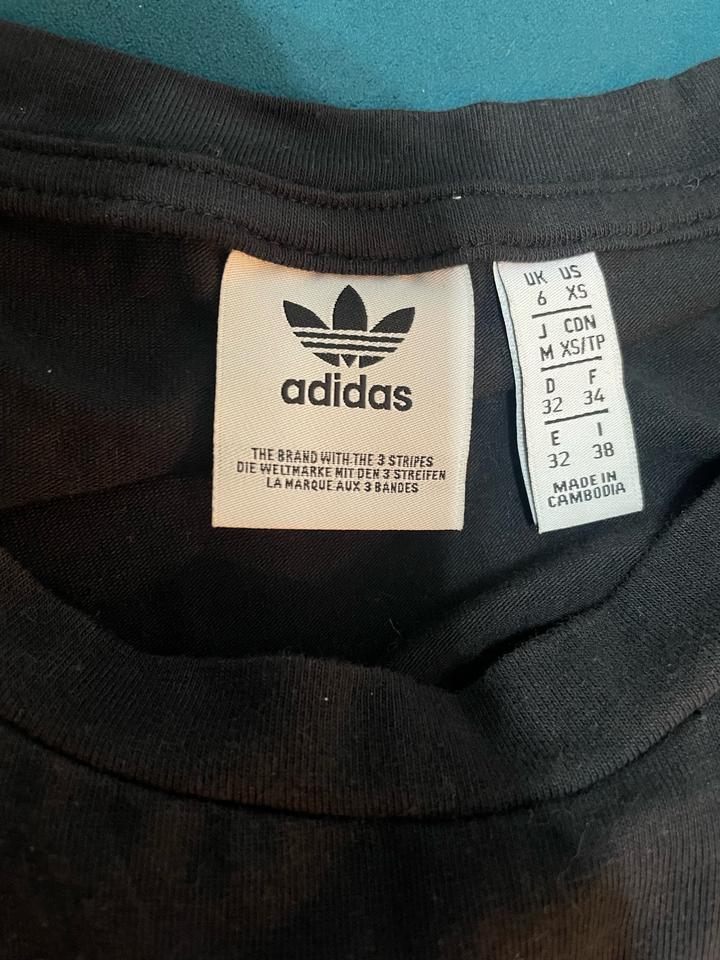 adidas
THE BRAND WITH THE 3 STRIPES
DIE WELTMARKE MIT DEN 3 STREIFEN
LA MARQUE AUX 3 BANDES
UK US
6 XS
J CDN
M XS/TP
D F
32 34
E I
32 38
MADE IN
CAMBODIA